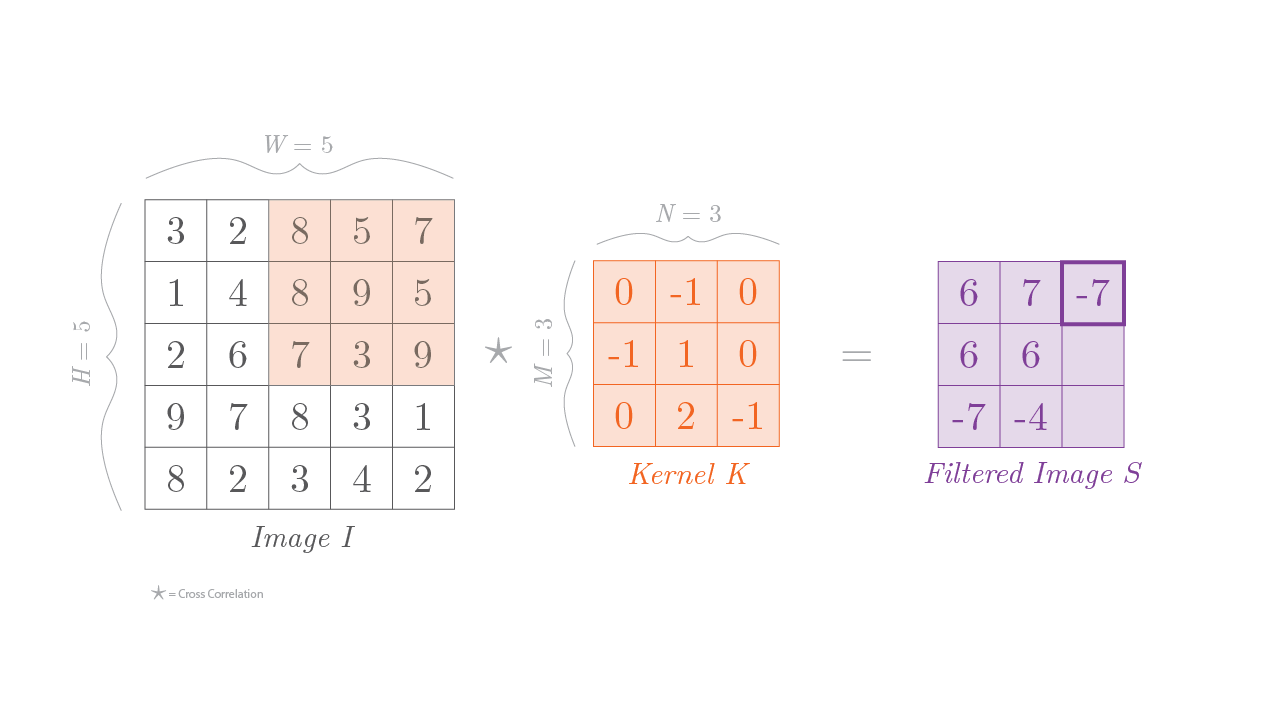 W = 5
H = 5
3 2 8 5 7
1 4 8 9 5
2 6 7 3 9
9 7 8 3 1
8 2 3 4 2
Image I
⋆
N = 3
M = 3
0 -1 0
-1 1 0
0 2 -1
Kernel K
=
6 7 -7
6 6
-7 -4
Filtered Image S
⋆ = Cross Correlation